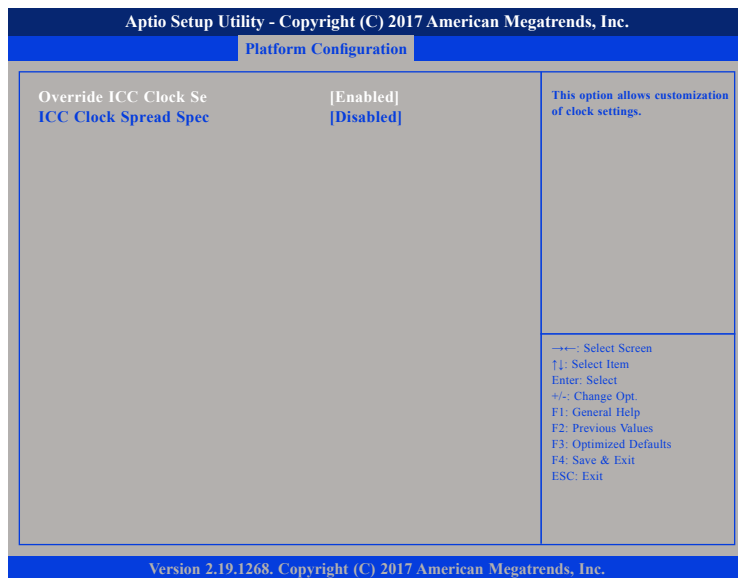 Aptio Setup Utility - Copyright (C) 2017 American Megatrends, Inc.
Platform Configuration
Override ICC Clock Se [Enabled]
ICC Clock Spread Spec [Disabled]
This option allows customization
of clock settings.
→←: Select Screen
↑↓: Select Item
Enter: Select
+/-: Change Opt.
F1: General Help
F2: Previous Values
F3: Optimized Defaults
F4: Save & Exit
ESC: Exit
Version 2.19.1268. Copyright (C) 2017 American Megatrends, Inc.